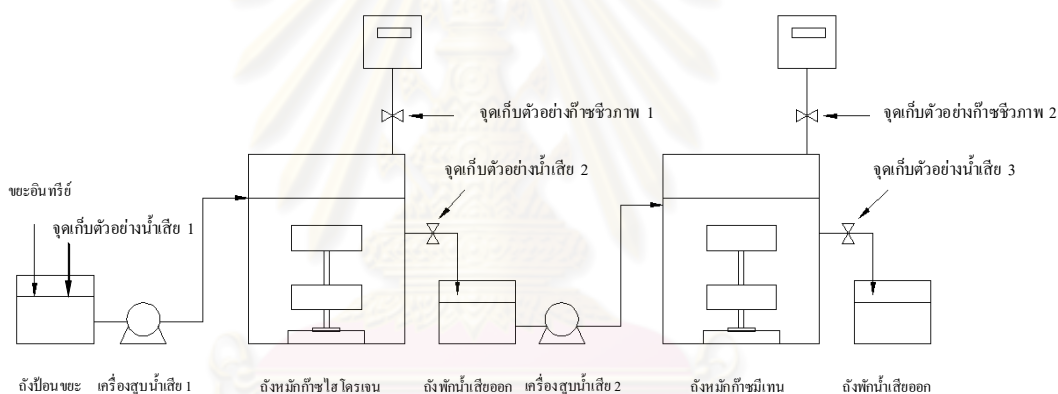 จุดเก็บตัวอย่างก๊าซชีวภาพ 1
จุดเก็บตัวอย่างก๊าซชีวภาพ 2
จุดเก็บตัวอย่างน้ำเสีย 2
จุดเก็บตัวอย่างน้ำเสีย 3
ขยะอินทรีย์
จุดเก็บตัวอย่างน้ำเสีย 1
ถังป้อนขยะ
เครื่องสูบน้ำเสีย 1
ถังหมักก๊าซไฮโดรเจน
ถังพักน้ำเสียออก
เครื่องสูบน้ำเสีย 2
ถังหมักก๊าซมีเทน
ถังพักน้ำเสียออก